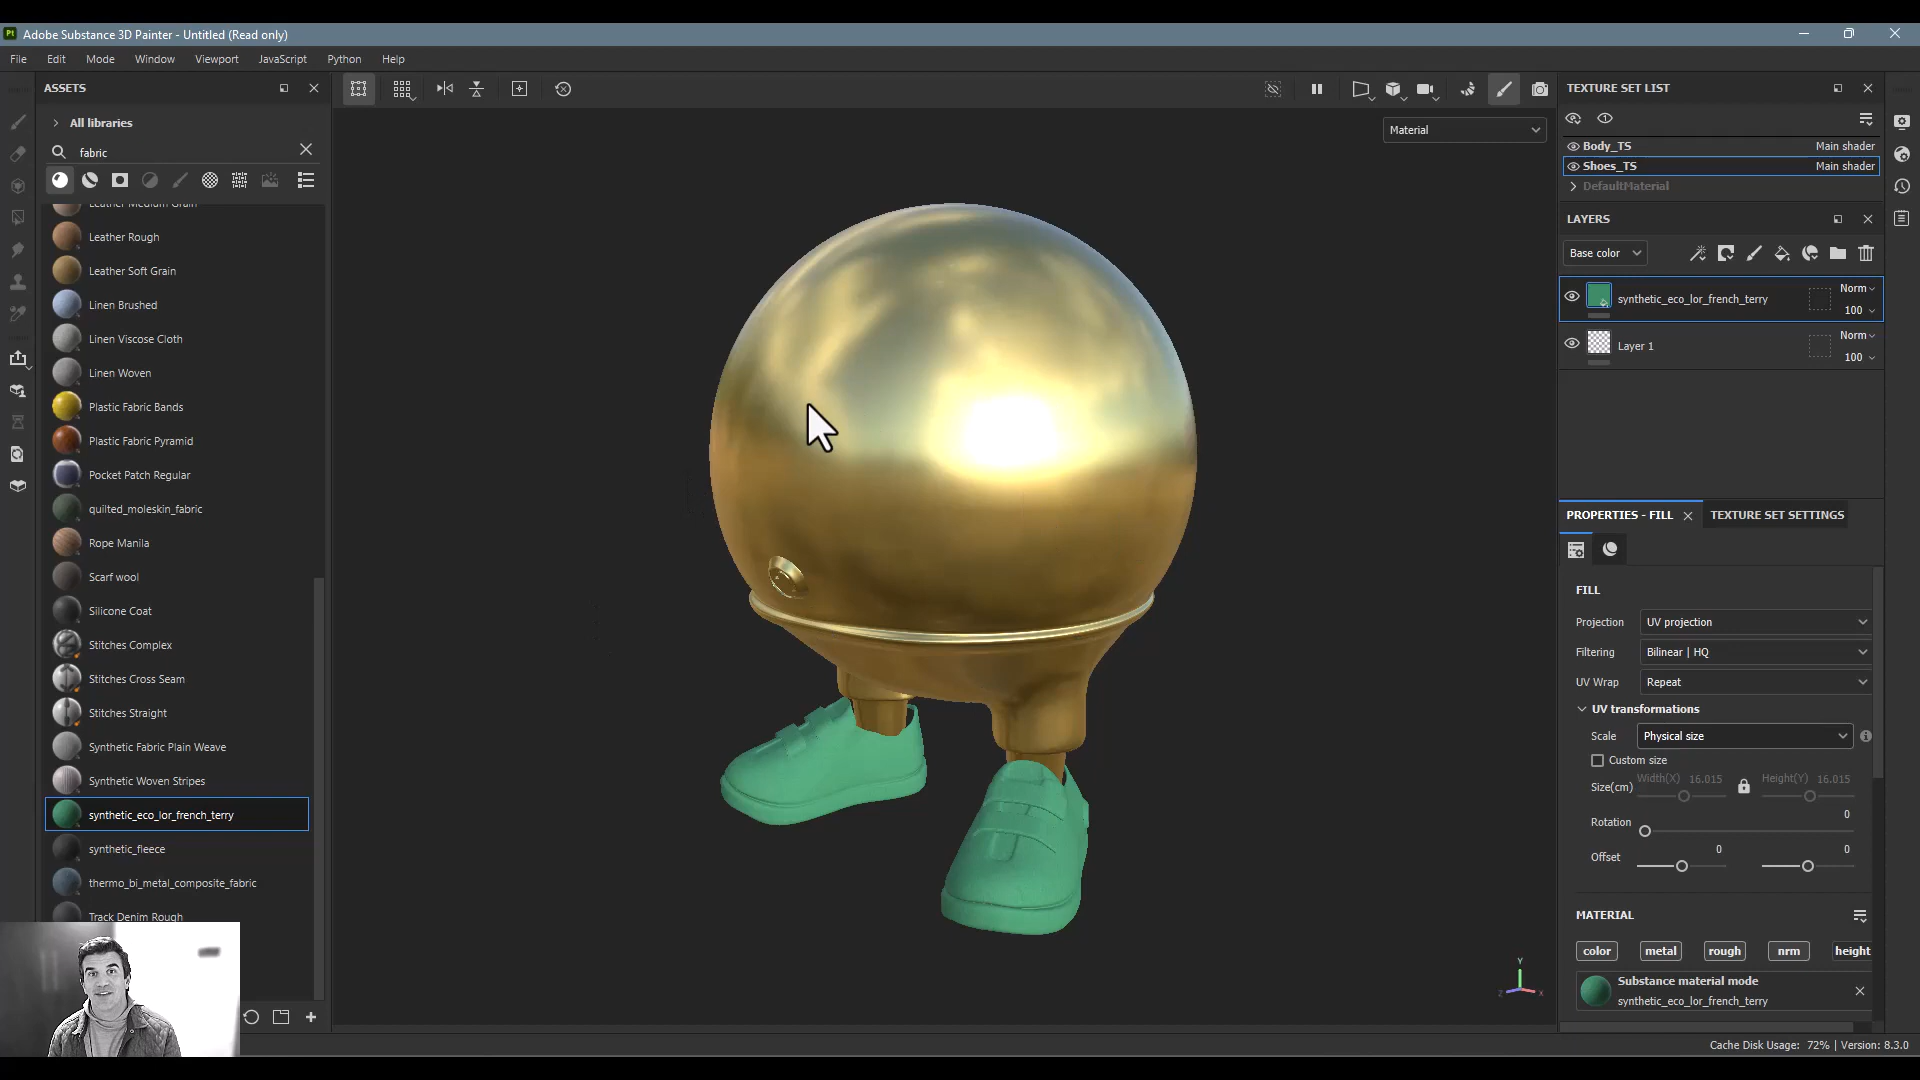 Pt Adobe Substance 3D Painter - Untitled (Read only)
File Edit Mode Window Viewport JavaScript Python Help
ASSETS
All libraries
fabric
Leather Medium Grain
Leather Rough
Leather Soft Grain
Linen Brushed
Linen Viscose Cloth
Linen Woven
Plastic Fabric Bands
Plastic Fabric Pyramid
Pocket Patch Regular
quilted_moleskin_fabric
Rope Manila
Scarf wool
Silicone Coat
Stitches Complex
Stitches Cross Seam
Stitches Straight
Synthetic Fabric Plain Weave
Synthetic Woven Stripes
synthetic_eco_lor_french_terry
synthetic_fleece
thermo_bi_metal_composite_fabric
Track Denim Rough
Material
Y
Z X
TEXTURE SET LIST
Body_TS Main shader
Shoes_TS Main shader
DefaultMaterial
LAYERS
Base color
synthetic_eco_lor_french_terry Norm
100
Layer 1 Norm
100
PROPERTIES - FILL TEXTURE SET SETTINGS
FILL
Projection UV projection
Filtering Bilinear | HQ
UV Wrap Repeat
UV transformations
Scale Physical size
Custom size
Size(cm) Width(X) 16.015 Height(Y) 16.015
Rotation 0
Offset 0 0
MATERIAL
color metal rough nrm height
Substance material mode
synthetic_eco_lor_french_terry
Cache Disk Usage: 72% | Version: 8.3.0